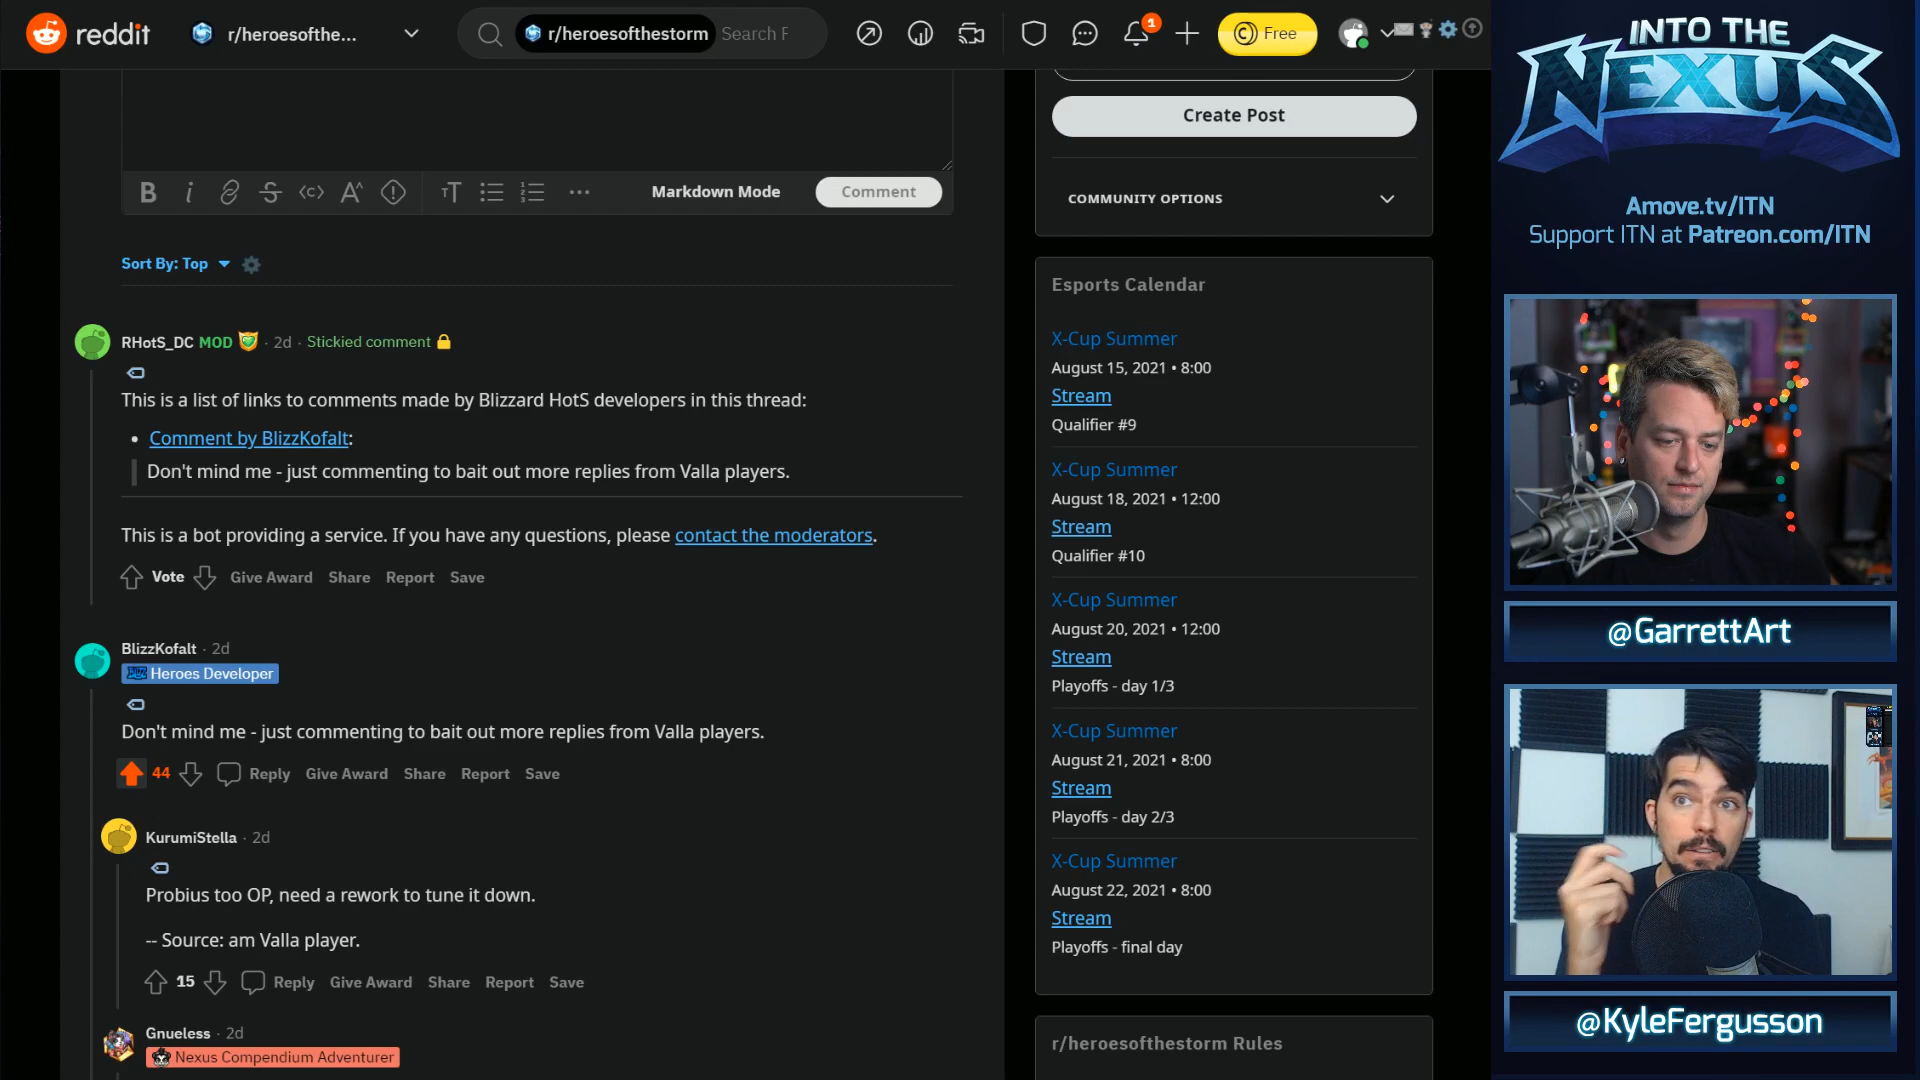 reddit
r/heroesofthe...
r/heroesofthestorm
Search F
1
Free
Markdown Mode
Comment
Sort By: Top
RHotS_DC MOD · 2d · Stickied comment
This is a list of links to comments made by Blizzard HotS developers in this thread:
• Comment by BlizzKofalt:
Don't mind me - just commenting to bait out more replies from Valla players.
This is a bot providing a service. If you have any questions, please contact the moderators.
Vote Give Award Share Report Save
BlizzKofalt · 2d
Heroes Developer
Don't mind me - just commenting to bait out more replies from Valla players.
44 Reply Give Award Share Report Save
KurumiStella · 2d
Probius too OP, need a rework to tune it down.
-- Source: am Valla player.
15 Reply Give Award Share Report Save
Gnueless · 2d
Nexus Compendium Adventurer
Create Post
COMMUNITY OPTIONS
Esports Calendar
X-Cup Summer
August 15, 2021 • 8:00
Stream
Qualifier #9
X-Cup Summer
August 18, 2021 • 12:00
Stream
Qualifier #10
X-Cup Summer
August 20, 2021 • 12:00
Stream
Playoffs - day 1/3
X-Cup Summer
August 21, 2021 • 8:00
Stream
Playoffs - day 2/3
X-Cup Summer
August 22, 2021 • 8:00
Stream
Playoffs - final day
r/heroesofthestorm Rules
INTO THE
NEXUS
Amove.tv/ITN
Support ITN at Patreon.com/ITN
@GarrettArt
@KyleFergusson